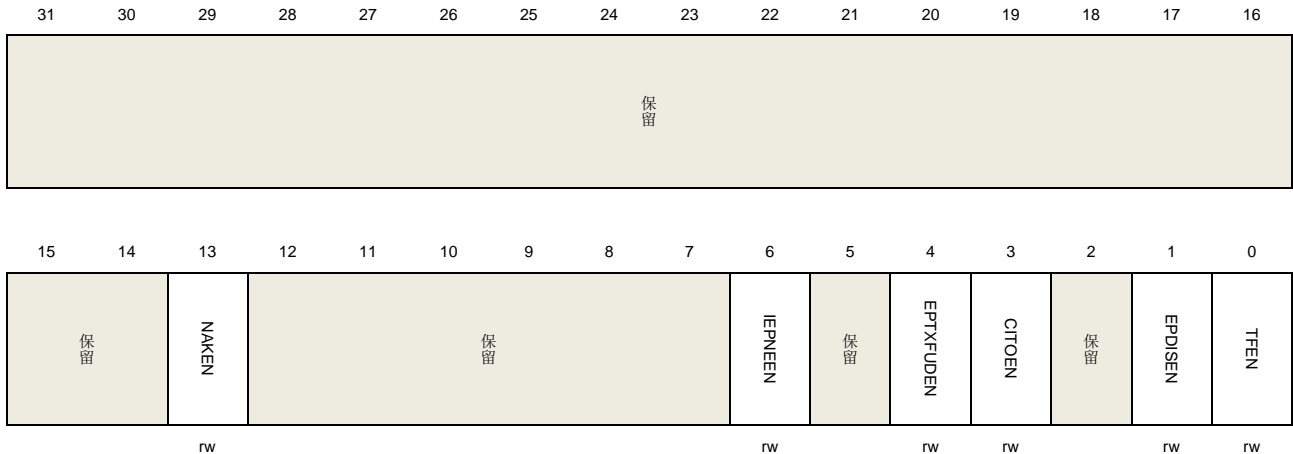 31 30 29 28 27 26 25 24 23 22 21 20 19 18 17 16
保留
15 14 13 12 11 10 9 8 7 6 5 4 3 2 1 0
保留 NAKEN 保留 IEPNEEN 保留 EPTXFUDEN CITOEN 保留 EPDISEN TFEN
rw rw rw rw rw rw